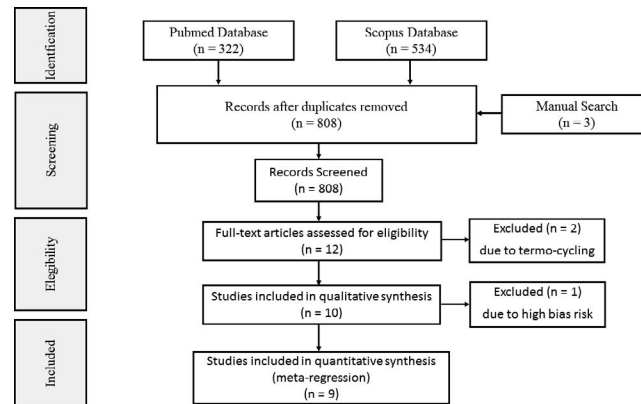 Identfication
Pubmed Database
(n = 322)
Scopus Database
(n = 534)
Screening
Records after duplicates removed
(n = 808)
Manual Search
(n = 3)
Records Screened
(n = 808)
Elegibility
Full-text articles assessed for eligibility
(n = 12)
Excluded (n = 2)
due to termo-cycling
Studies included in qualitative synthesis
(n = 10)
Excluded (n = 1)
due to high bias risk
Included
Studies included in quantitative synthesis
(meta-regression)
n = 9)